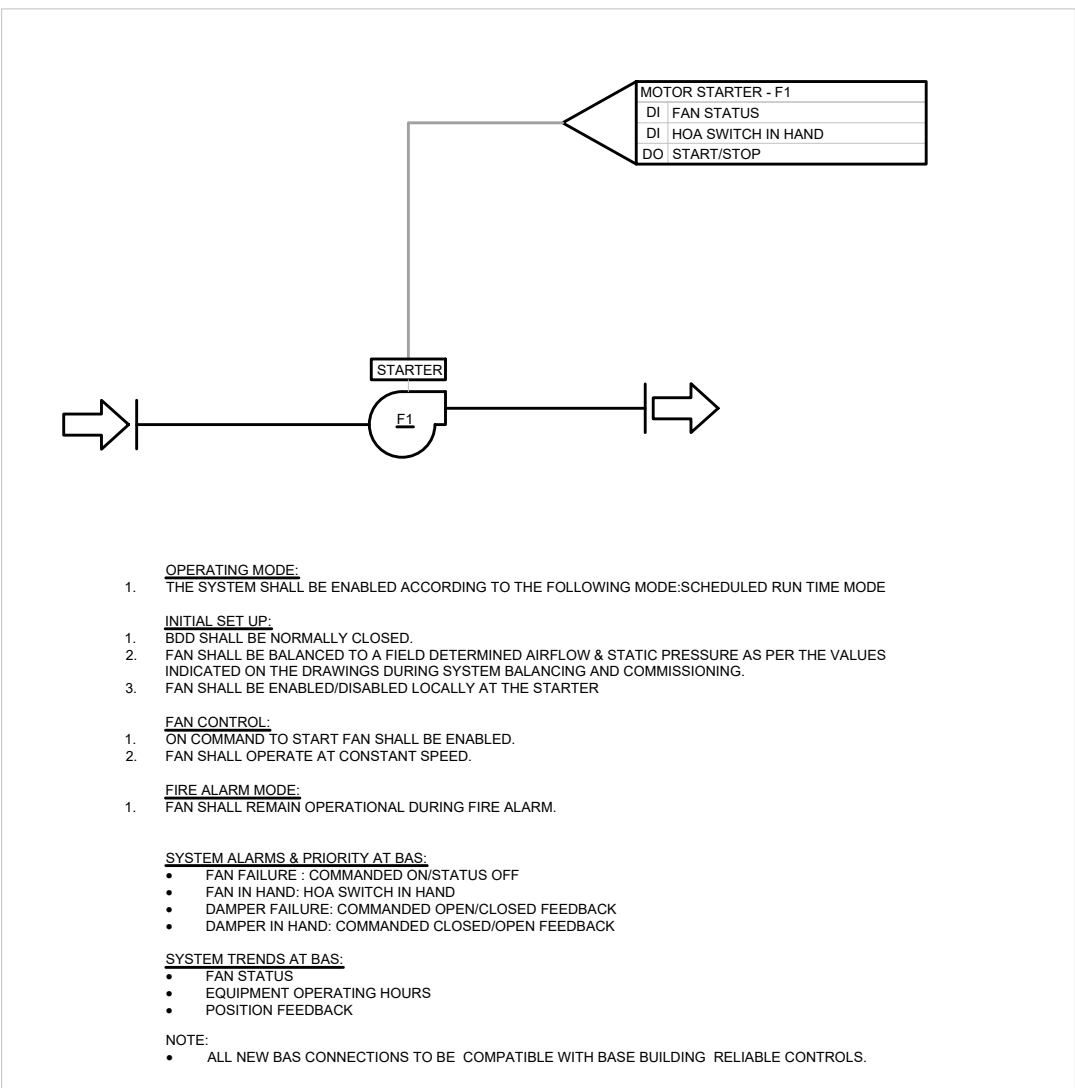 MOTOR STARTER - F1
DI FAN STATUS
DI HOA SWITCH IN HAND
DO START/STOP
STARTER
F1
OPERATING MODE:
1. THE SYSTEM SHALL BE ENABLED ACCORDING TO THE FOLLOWING MODE:SCHEDULED RUN TIME MODE
INITIAL SET UP:
1. BDD SHALL BE NORMALLY CLOSED.
2. FAN SHALL BE BALANCED TO A FIELD DETERMINED AIRFLOW & STATIC PRESSURE AS PER THE VALUES
INDICATED ON THE DRAWINGS DURING SYSTEM BALANCING AND COMMISSIONING.
3. FAN SHALL BE ENABLED/DISABLED LOCALLY AT THE STARTER
FAN CONTROL:
1. ON COMMAND TO START FAN SHALL BE ENABLED.
2. FAN SHALL OPERATE AT CONSTANT SPEED.
FIRE ALARM MODE:
1. FAN SHALL REMAIN OPERATIONAL DURING FIRE ALARM.
SYSTEM ALARMS & PRIORITY AT BAS:
• FAN FAILURE : COMMANDED ON/STATUS OFF
• FAN IN HAND: HOA SWITCH IN HAND
• DAMPER FAILURE: COMMANDED OPEN/CLOSED FEEDBACK
• DAMPER IN HAND: COMMANDED CLOSED/OPEN FEEDBACK
SYSTEM TRENDS AT BAS:
• FAN STATUS
• EQUIPMENT OPERATING HOURS
• POSITION FEEDBACK
NOTE:
• ALL NEW BAS CONNECTIONS TO BE COMPATIBLE WITH BASE BUILDING RELIABLE CONTROLS.